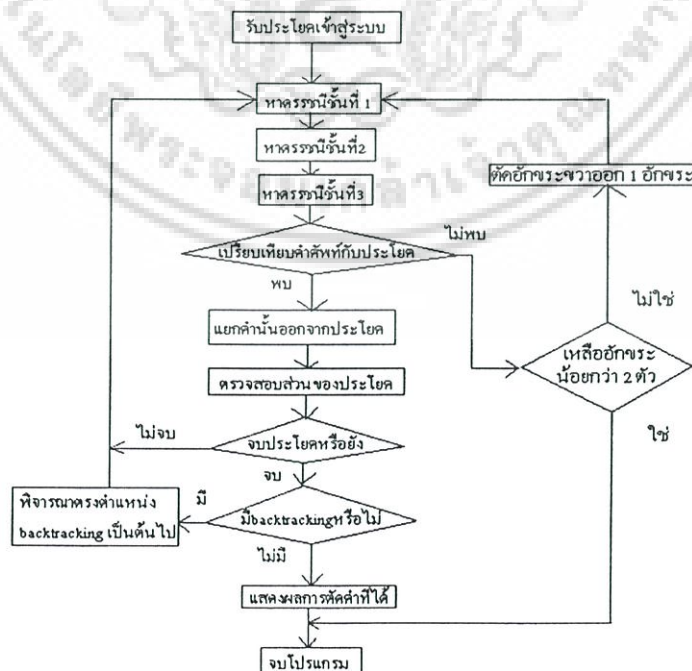 รับประโยคเข้าสู่ระบบ
หาดรรชนีชั้นที่ 1
หาดรรชนีชั้นที่2
หาดรรชนีชั้นที่3
ตัดอักขระขวาออก 1 อักขระ
เปรียบเทียบคำศัพท์กับประโยค
ไม่พบ
พบ
ไม่ใช่
แยกคำนั้นออกจากประโยค
เหลืออักขระ
น้อยกว่า 2 ตัว
ตรวจสอบส่วนของประโยค
ใช่
ไม่จบ
จบประโยคหรือยัง
จบ
พิจารณาตรงตำแหน่ง
backtracking เป็นต้นไป
มี
มีbacktrackingหรือไม่
ไม่มี
แสดงผลการตัดคำที่ได้
จบโปรแกรม